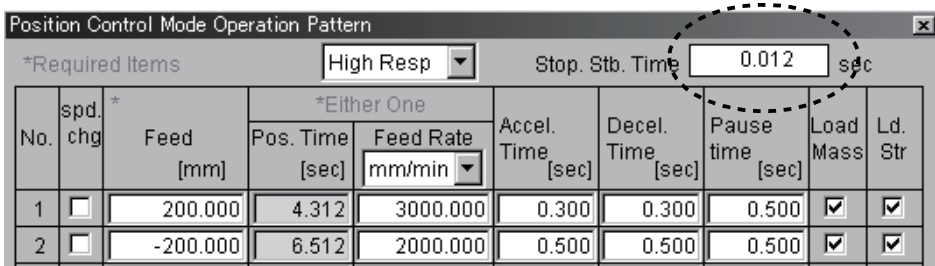 Position Control Mode Operation Pattern
*Required Items High Resp Stop. Stb. Time 0.012 sec
No. spd. chg * Feed [mm] *Either One Pos. Time [sec] Feed Rate mm/min Accel. Time [sec] Decel. Time [sec] Pause time [sec] Load Mass Ld. Str
1 200.000 4.312 3000.000 0.300 0.300 0.500
2 -200.000 6.512 2000.000 0.500 0.500 0.500